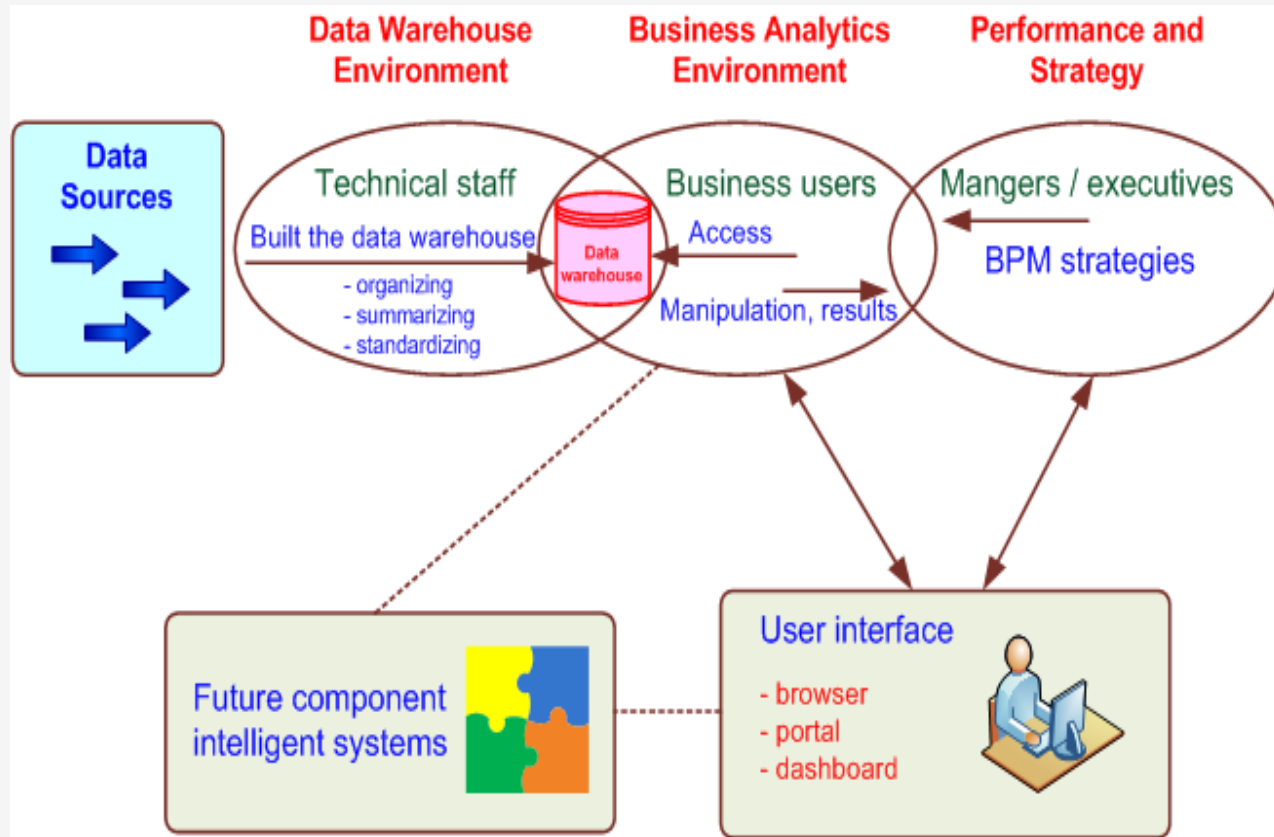 Data Warehouse
Environment
Business Analytics
Environment
Performance and
Strategy
Data
Sources
Technical staff
Built the data warehouse
- organizing
- summarizing
- standardizing
Data
warehouse
Business users
Access
Manipulation, results
Mangers / executives
BPM strategies
Future component
intelligent systems
User interface
- browser
- portal
- dashboard